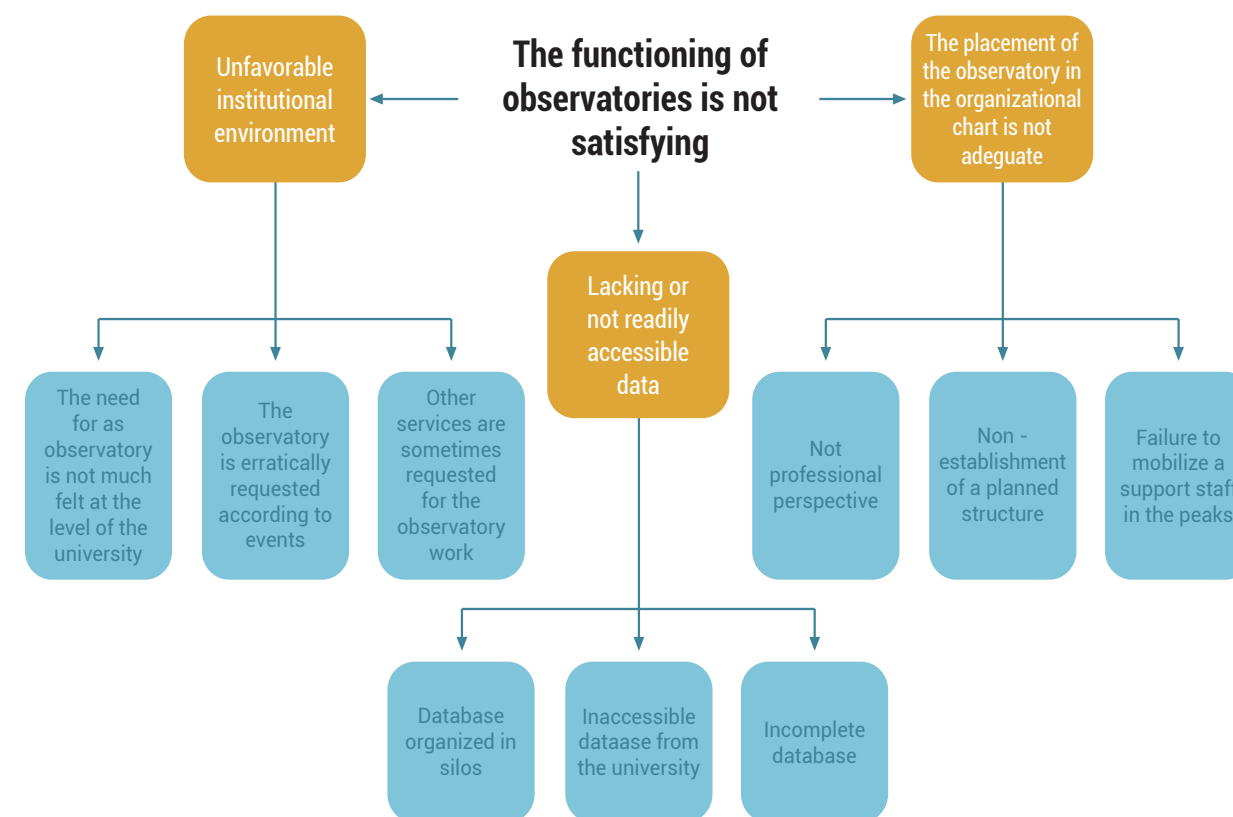 The functioning of
observatories is not
satisfying
Unfavorable
institutional
environment
The placement of
the observatory in
the organizational
chart is not
adequate
Lacking or
not readily
accessible
data
The need
for as
observatory
is not much
felt at the
level of the
university
The
observatory
is erratically
requested
according to
events
Other
services are
sometimes
requested
for the
observatory
work
Not
professional
perspective
Non -
establishment
of a planned
structure
Failure to
mobilize a
support staff
in the peaks
Database
organized in
silos
Inaccessible
dataase from
the university
Incomplete
database